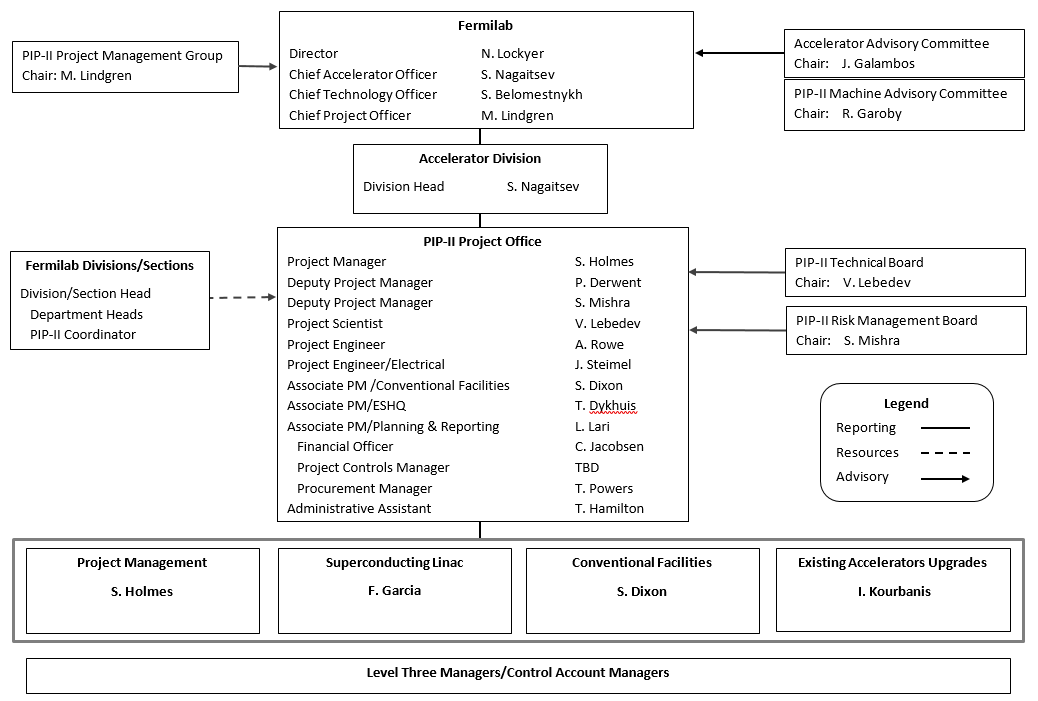 Fermilab
Director N. Lockyer
Chief Accelerator Officer S. Nagaitsev
Chief Technology Officer S. Belomestnykh
Chief Project Officer M. Lindgren
PIP-II Project Management Group
Chair: M. Lindgren
Accelerator Advisory Committee
Chair: J. Galambos
PIP-II Machine Advisory Committee
Chair: R. Garoby
Accelerator Division
Division Head S. Nagaitsev
PIP-II Project Office
Project Manager S. Holmes
Deputy Project Manager P. Derwent
Deputy Project Manager S. Mishra
Project Scientist V. Lebedev
Project Engineer A. Rowe
Project Engineer/Electrical J. Steimel
Associate PM /Conventional Facilities S. Dixon
Associate PM/ESHQ T. Dykhuis
Associate PM/Planning & Reporting L. Lari
Financial Officer C. Jacobsen
Project Controls Manager TBD
Procurement Manager T. Powers
Administrative Assistant T. Hamilton
Fermilab Divisions/Sections
Division/Section Head
Department Heads
PIP-II Coordinator
PIP-II Technical Board
Chair: V. Lebedev
PIP-II Risk Management Board
Chair: S. Mishra
Legend
Reporting
Resources
Advisory
Project Management
S. Holmes
Superconducting Linac
F. Garcia
Conventional Facilities
S. Dixon
Existing Accelerators Upgrades
I. Kourbanis
Level Three Managers/Control Account Managers